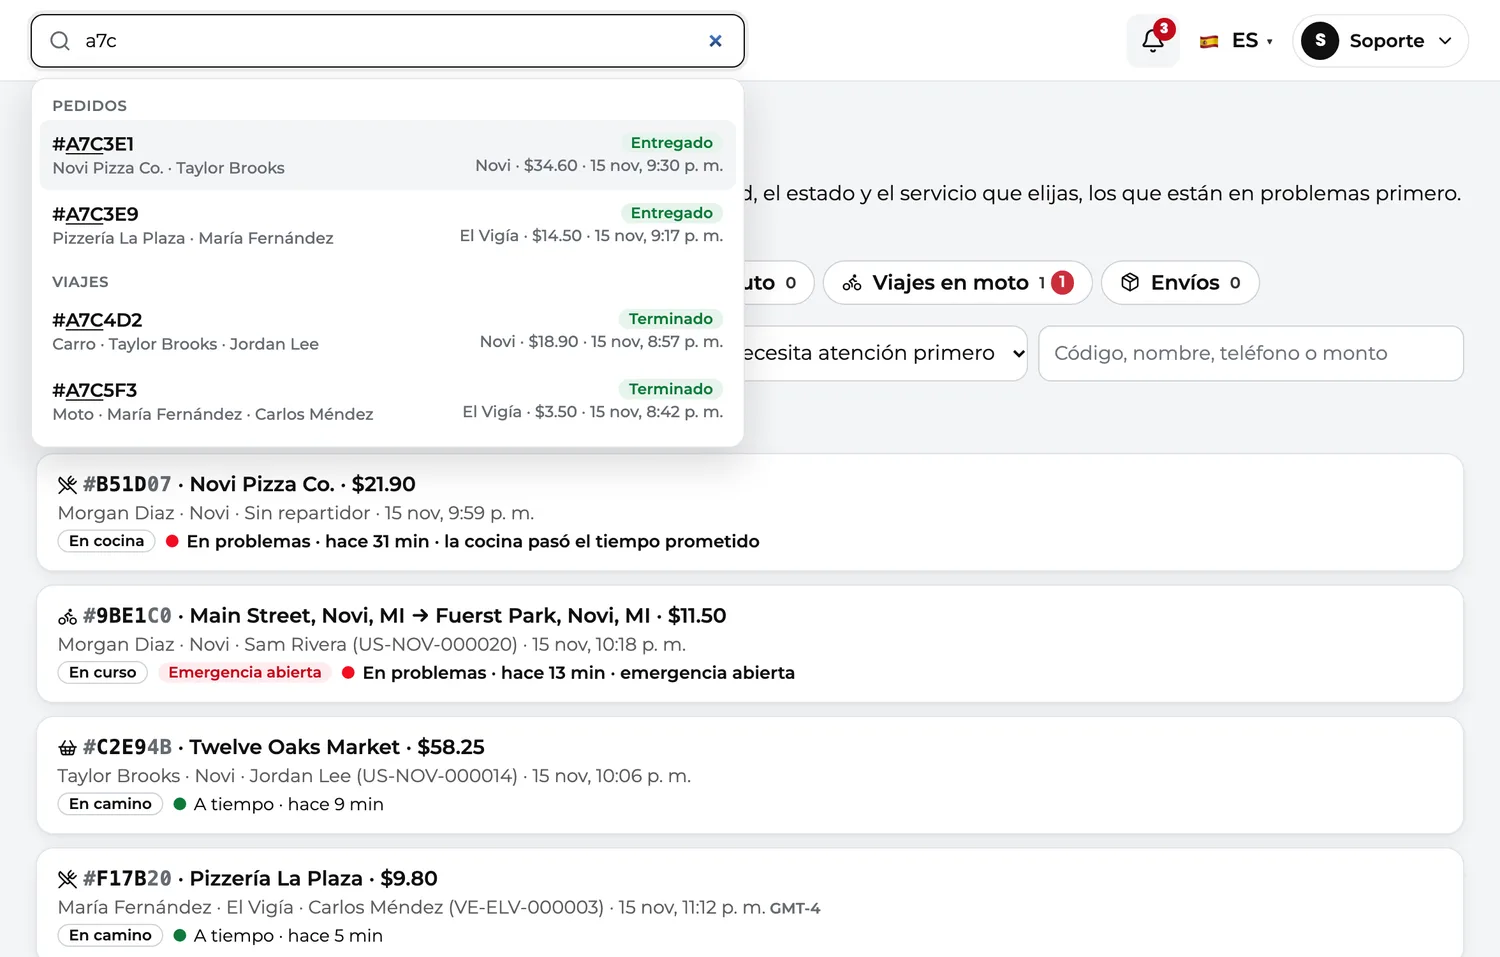 a7c
3
ES
S
Soporte
PEDIDOS
#A7C3E1
Entregado
Novi Pizza Co. · Taylor Brooks
Novi · $34.60 · 15 nov, 9:30 p. m.
#A7C3E9
Entregado
Pizzería La Plaza · María Fernández
El Vigía · $14.50 · 15 nov, 9:17 p. m.
VIAJES
#A7C4D2
Terminado
Carro · Taylor Brooks · Jordan Lee
Novi · $18.90 · 15 nov, 8:57 p. m.
#A7C5F3
Terminado
Moto · María Fernández · Carlos Méndez
El Vigía · $3.50 · 15 nov, 8:42 p. m.
, el estado y el servicio que elijas, los que están en problemas primero.
uto 0
Viajes en moto 1 1
Envíos 0
ecesita atención primero
Código, nombre, teléfono o monto
#B51D07 · Novi Pizza Co. · $21.90
Morgan Diaz · Novi · Sin repartidor · 15 nov, 9:59 p. m.
En cocina En problemas · hace 31 min · la cocina pasó el tiempo prometido
#9BE1C0 · Main Street, Novi, MI → Fuerst Park, Novi, MI · $11.50
Morgan Diaz · Novi · Sam Rivera (US-NOV-000020) · 15 nov, 10:18 p. m.
En curso Emergencia abierta En problemas · hace 13 min · emergencia abierta
#C2E94B · Twelve Oaks Market · $58.25
Taylor Brooks · Novi · Jordan Lee (US-NOV-000014) · 15 nov, 10:06 p. m.
En camino A tiempo · hace 9 min
#F17B20 · Pizzería La Plaza · $9.80
María Fernández · El Vigía · Carlos Méndez (VE-ELV-000003) · 15 nov, 11:12 p. m. GMT-4
En camino A tiempo · hace 5 min